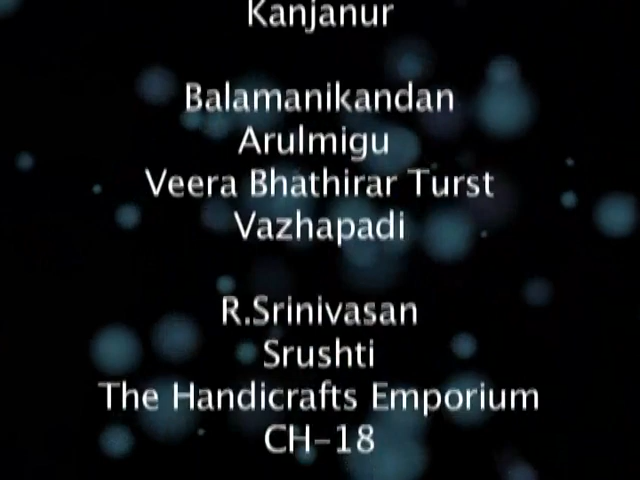 Kanjanur
Balamanikandan
Arulmigu
Veera Bhathirar Turst
Vazhapadi
R.Srinivasan
Srushti
The Handicrafts Emporium
CH-18